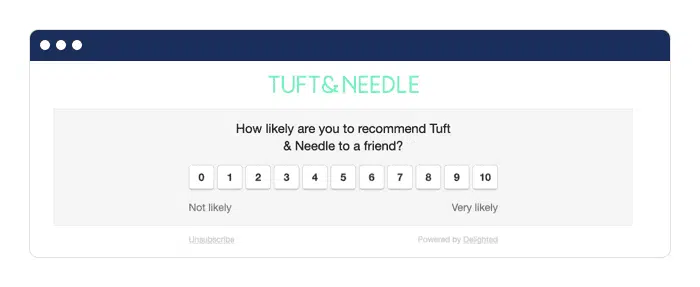 TUFT & NEEDLE
How likely are you to recommend Tuft
& Needle to a friend?
0 1 2 3 4 5 6 7 8 9 10
Not likely Very likely
Unsubscribe Powered by Delighted